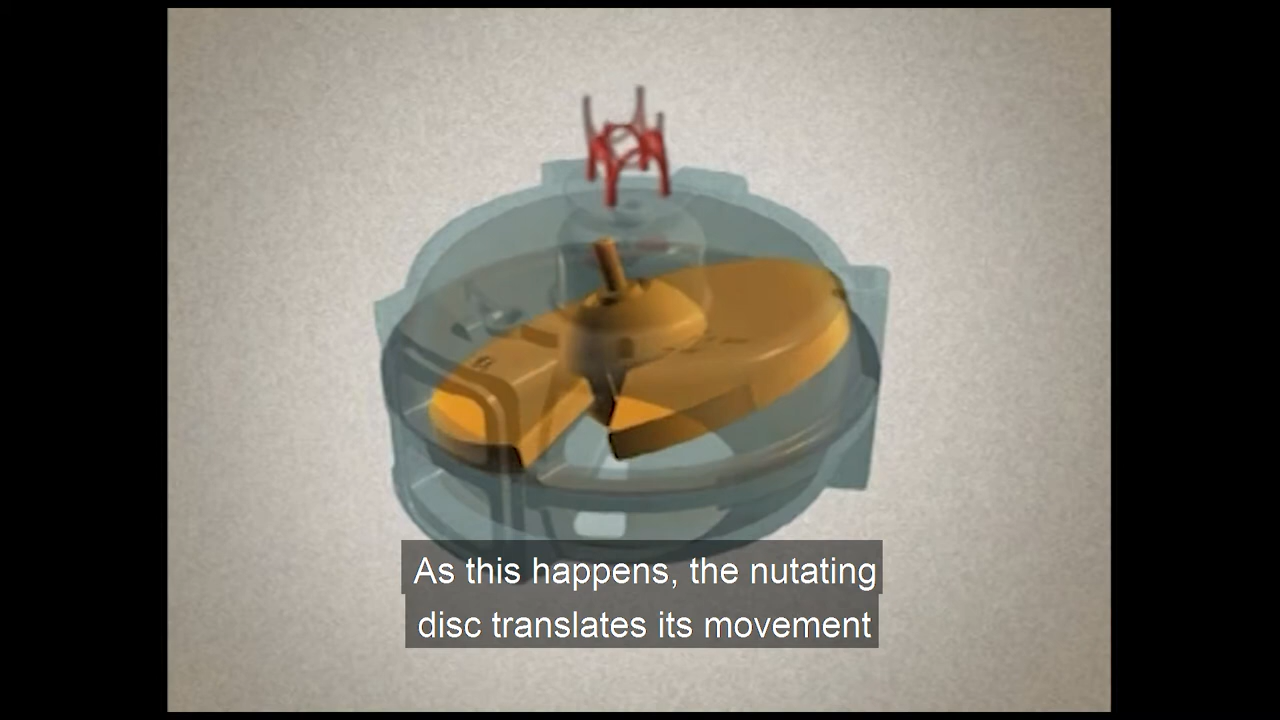 As this happens, the nutating
disc translates its movement